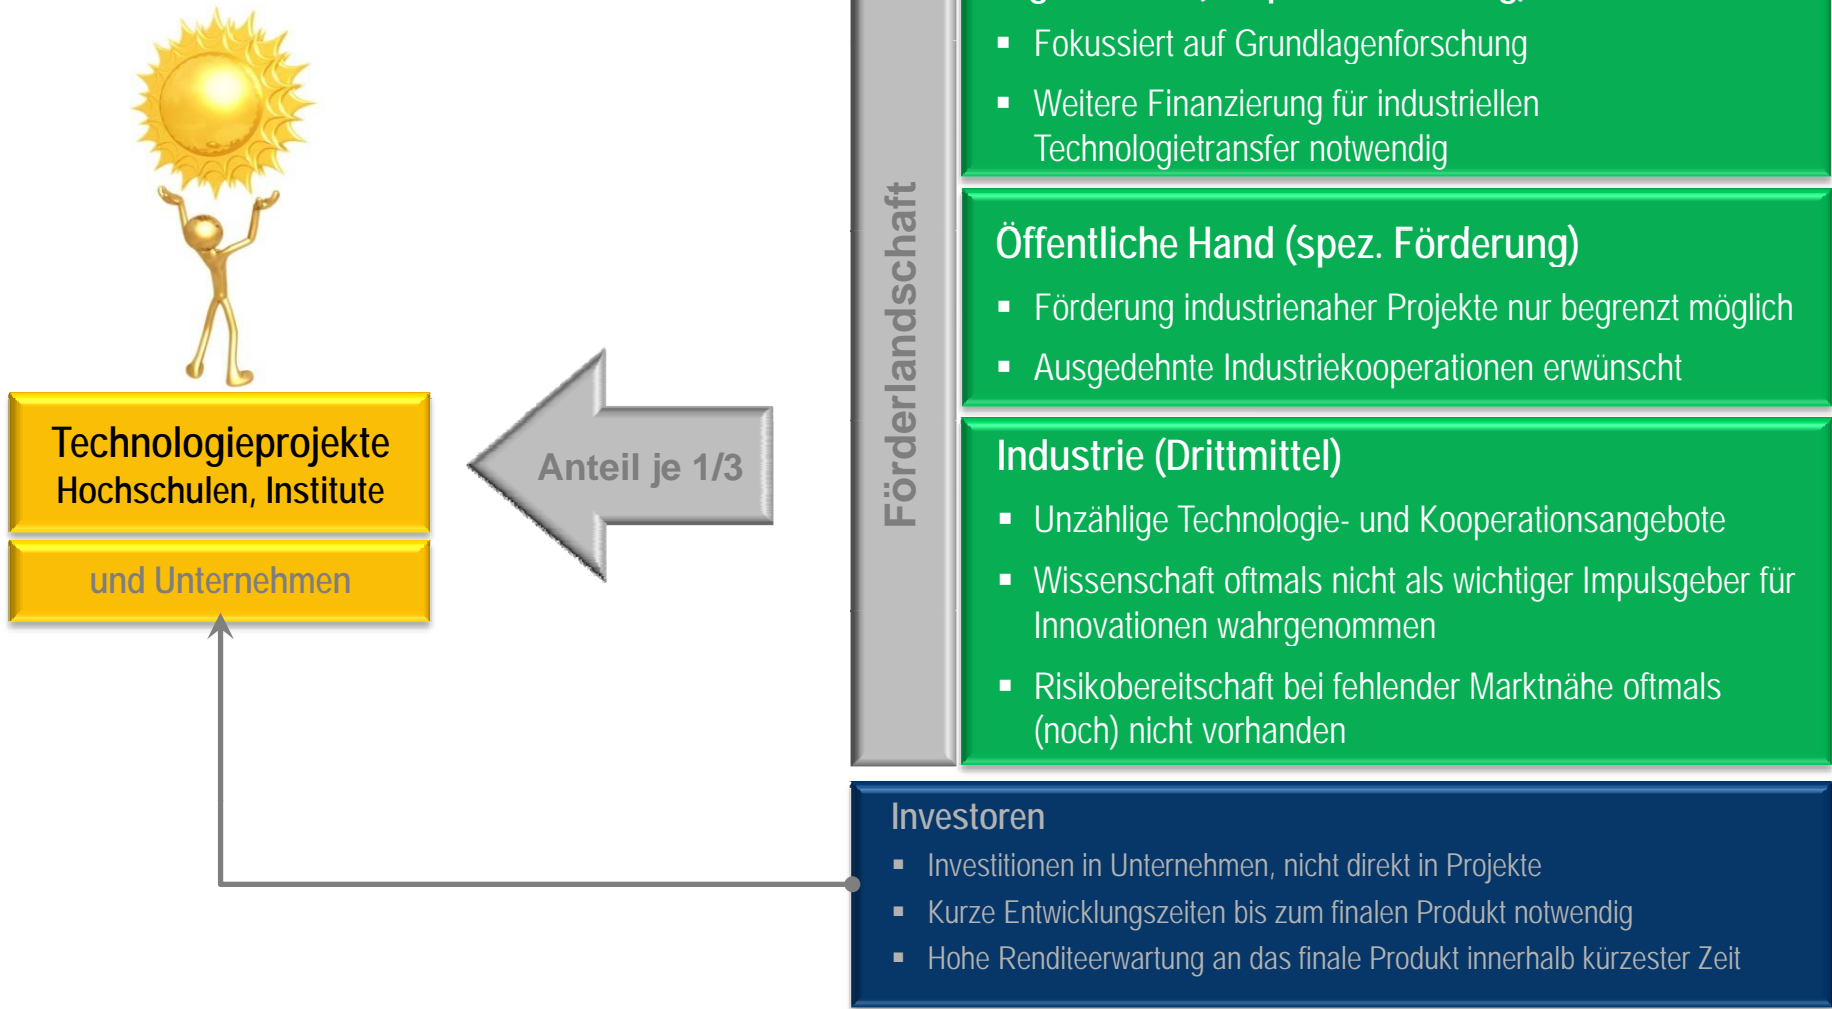 ▪ Fokussiert auf Grundlagenforschung
▪ Weitere Finanzierung für industriellen
Technologietransfer notwendig
Förderlandschaft
Öffentliche Hand (spez. Förderung)
▪ Förderung industrienaher Projekte nur begrenzt möglich
▪ Ausgedehnte Industriekooperationen erwünscht
Technologieprojekte
Hochschulen, Institute
und Unternehmen
Anteil je 1/3
Industrie (Drittmittel)
▪ Unzählige Technologie- und Kooperationsangebote
▪ Wissenschaft oftmals nicht als wichtiger Impulsgeber für
Innovationen wahrgenommen
▪ Risikobereitschaft bei fehlender Marktnähe oftmals
(noch) nicht vorhanden
Investoren
▪ Investitionen in Unternehmen, nicht direkt in Projekte
▪ Kurze Entwicklungszeiten bis zum finalen Produkt notwendig
▪ Hohe Renditeerwartung an das finale Produkt innerhalb kürzester Zeit